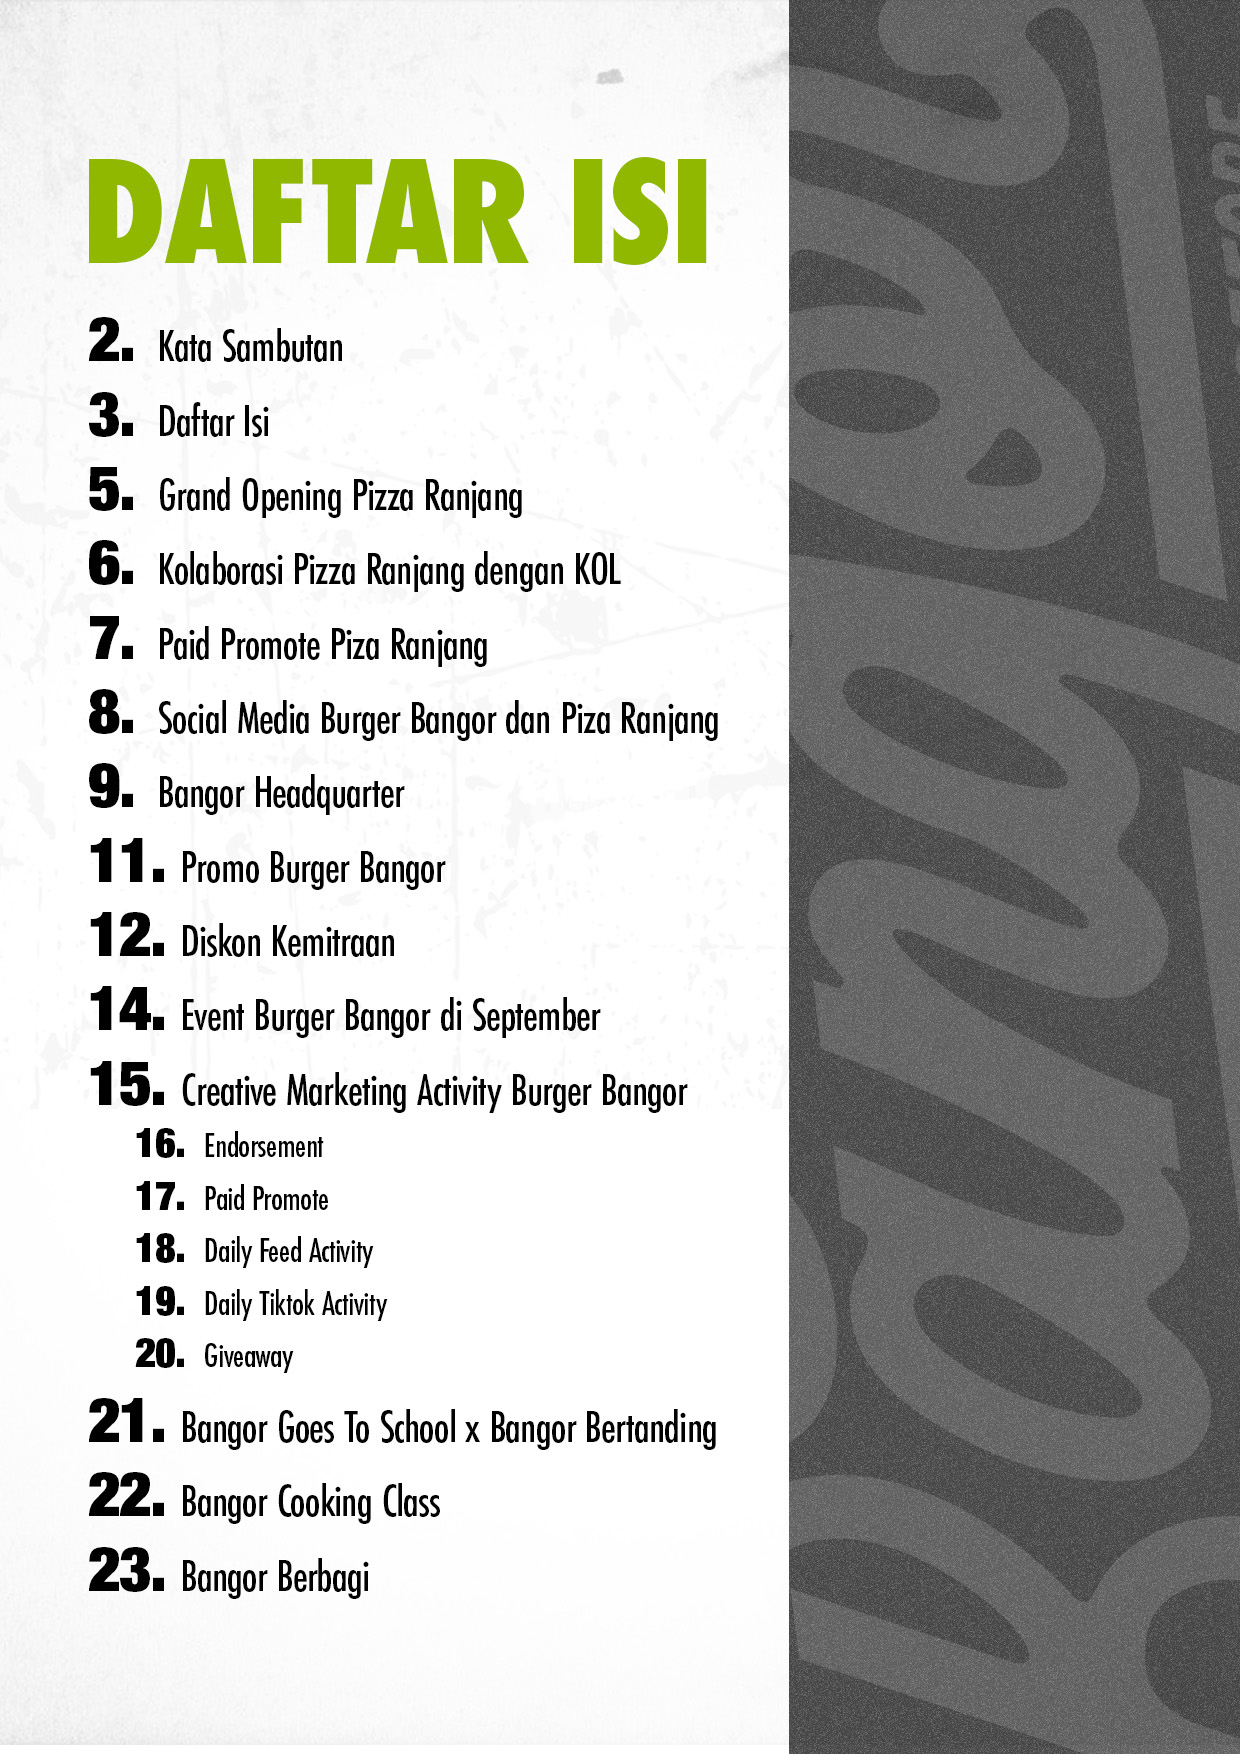 DAFTAR ISI
2. Kata Sambutan
3. Daftar Isi
5. Grand Opening Pizza Ranjang
6. Kolaborasi Pizza Ranjang dengan KOL
7. Paid Promote Piza Ranjang
8. Social Media Burger Bangor dan Piza Ranjang
9. Bangor Headquarter
11. Promo Burger Bangor
12. Diskon Kemitraan
14. Event Burger Bangor di September
15. Creative Marketing Activity Burger Bangor
16. Endorsement
17. Paid Promote
18. Daily Feed Activity
19. Daily Tiktok Activity
20. Giveaway
21. Bangor Goes To School x Bangor Bertanding
22. Bangor Cooking Class
23. Bangor Berbagi
Bangor